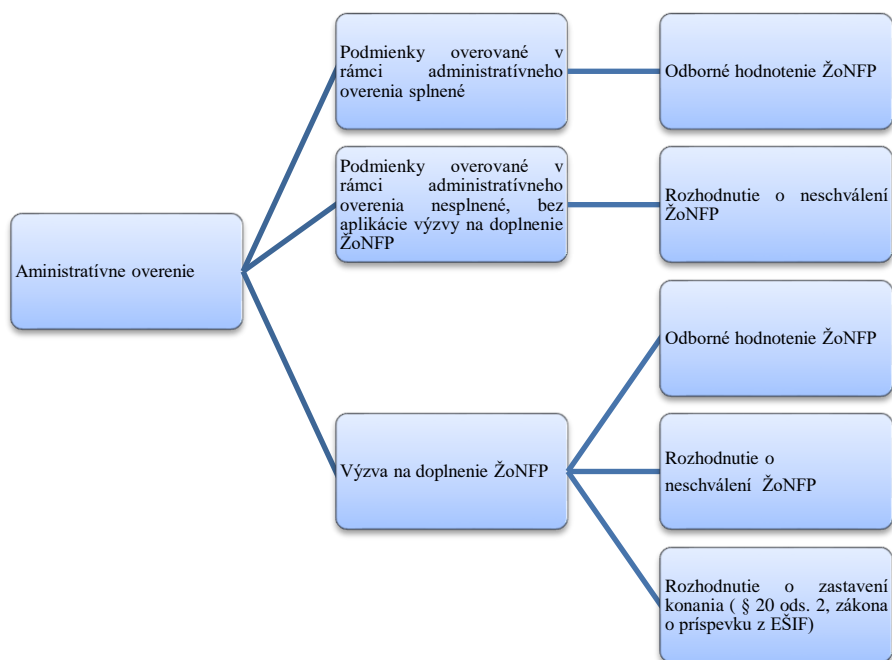 Aministratívne overenie
Podmienky overované v
rámci administratívneho
overenia splnené
Odborné hodnotenie ŽoNFP
Podmienky overované v
rámci administratívneho
overenia nesplnené, bez
aplikácie výzvy na doplnenie
ŽoNFP
Rozhodnutie o neschválení
ŽoNFP
Výzva na doplnenie ŽoNFP
Odborné hodnotenie ŽoNFP
Rozhodnutie o
neschválení ŽoNFP
Rozhodnutie o zastavení
konania ( § 20 ods. 2, zákona
o príspevku z EŠIF)